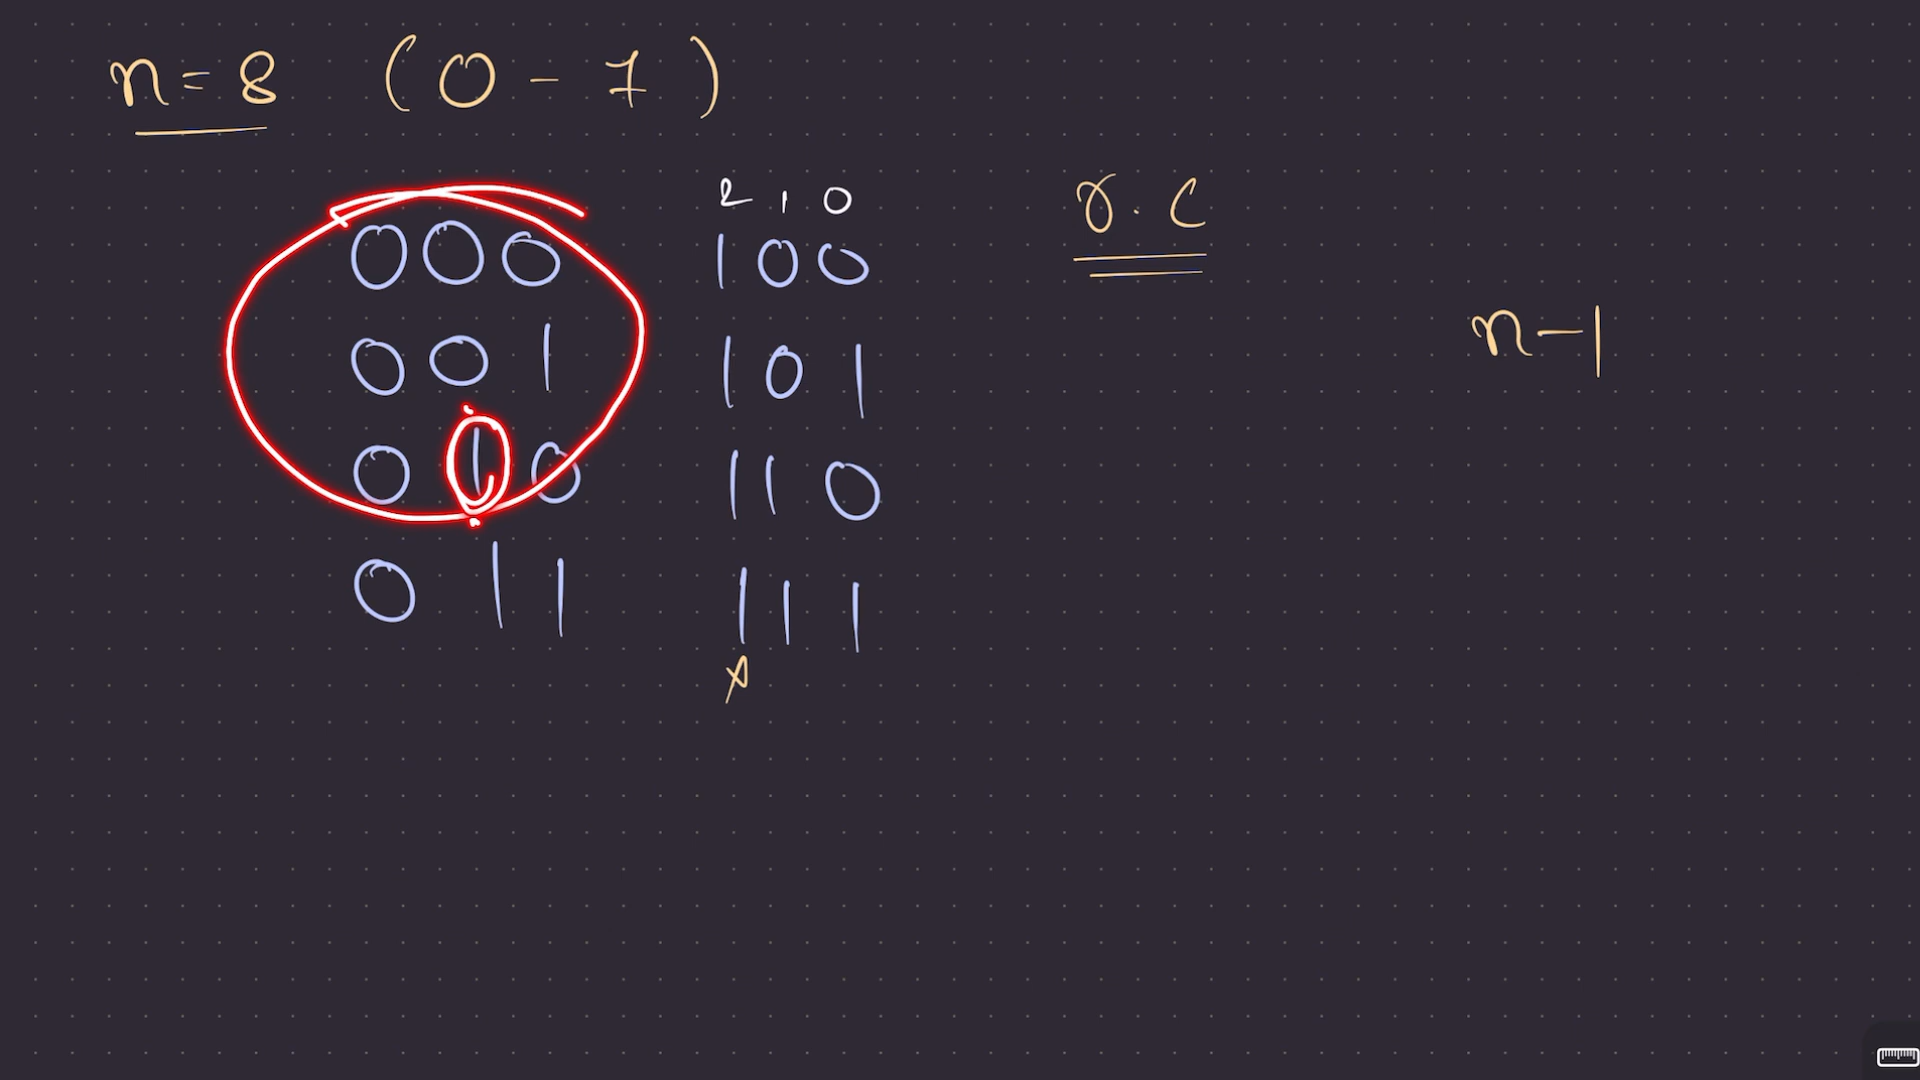 n = 8 ( 0 - 7 )
2 1 0
r . c
0 0 0
1 0 0
n - 1
0 0 1
1 0 1
0 1 0
1 1 0
0 1 1
1 1 1